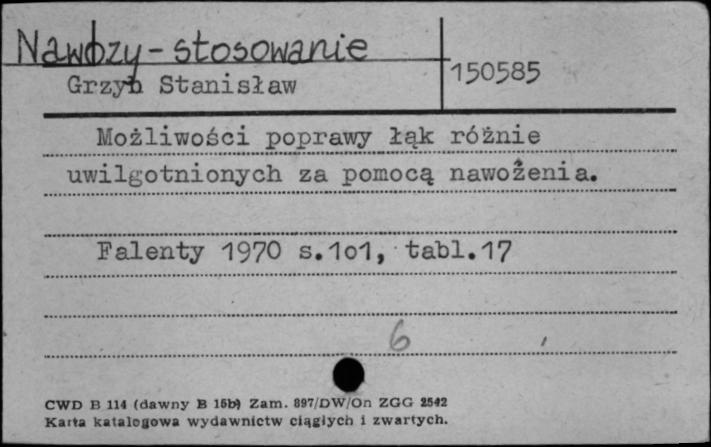 Nawozy - stosowanie
Grzyb Stanisław
150585
Możliwości poprawy łąk różnie
uwilgotnionych za pomocą nawożenia.
Falenty 1970 s.1o1, tabl.17
6
CWD B 114 (dawny B 15b) Zam. 897/DW/On ZGG 2542
Karta katalogowa wydawnictw ciągłych i zwartych.